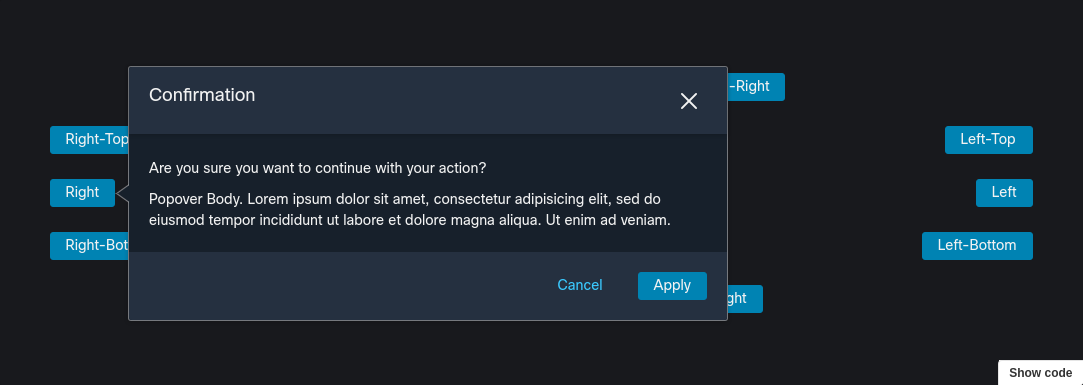 Confirmation
-Right
Right-Top
Left-Top
Are you sure you want to continue with your action?
Right
Popover Body. Lorem ipsum dolor sit amet, consectetur adipisicing elit, sed do
Left
eiusmod tempor incididunt ut labore et dolore magna aliqua. Ut enim ad veniam.
Right-Bot
Left-Bottom
Cancel
Apply
ght
Show code